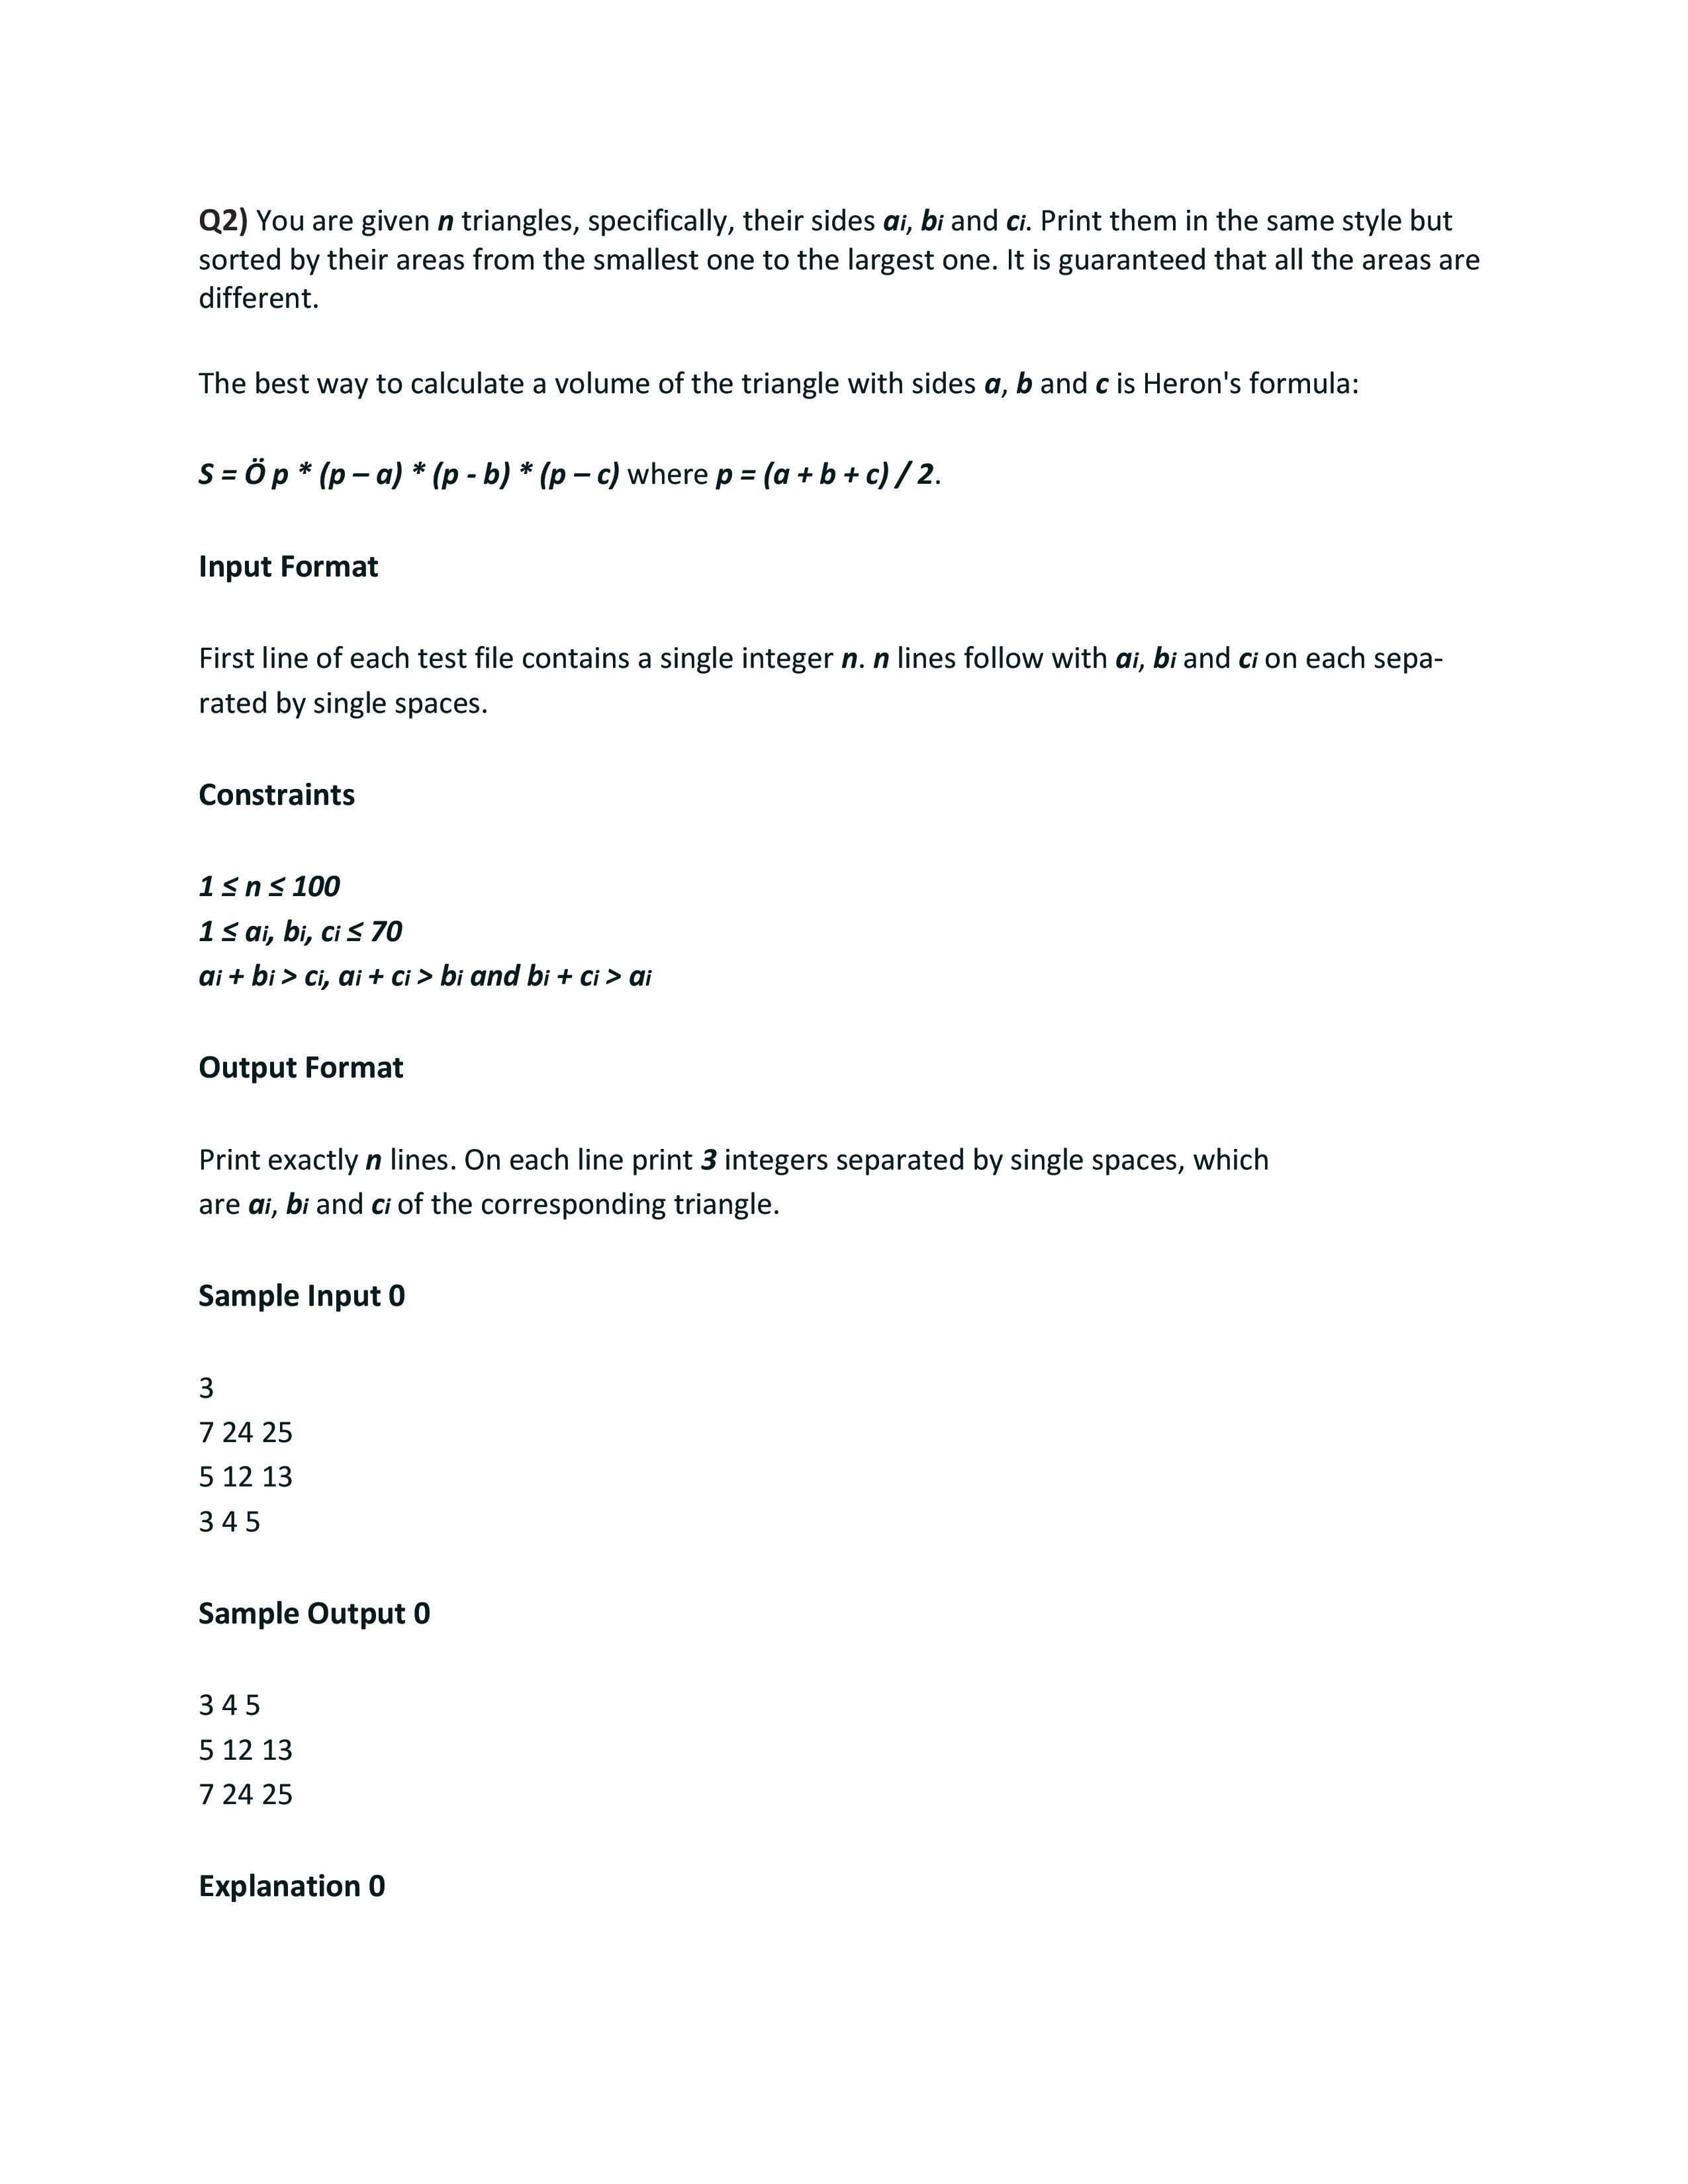 Q2) You are given n triangles, specifically, their sides ai, bi and ci. Print them in the same style but
sorted by their areas from the smallest one to the largest one. It is guaranteed that all the areas are
different.
The best way to calculate a volume of the triangle with sides a, b and c is Heron's formula:
S = Ö p * (p – a) * (p - b) * (p – c) where p = (a + b + c) / 2.
Input Format
First line of each test file contains a single integer n. n lines follow with ai, bi and ci on each sepa-
rated by single spaces.
Constraints
1 ≤ n ≤ 100
1 ≤ ai, bi, ci ≤ 70
ai + bi > ci, ai + ci > bi and bi + ci > ai
Output Format
Print exactly n lines. On each line print 3 integers separated by single spaces, which
are ai, bi and ci of the corresponding triangle.
Sample Input 0
3
7 24 25
5 12 13
3 4 5
Sample Output 0
3 4 5
5 12 13
7 24 25
Explanation 0